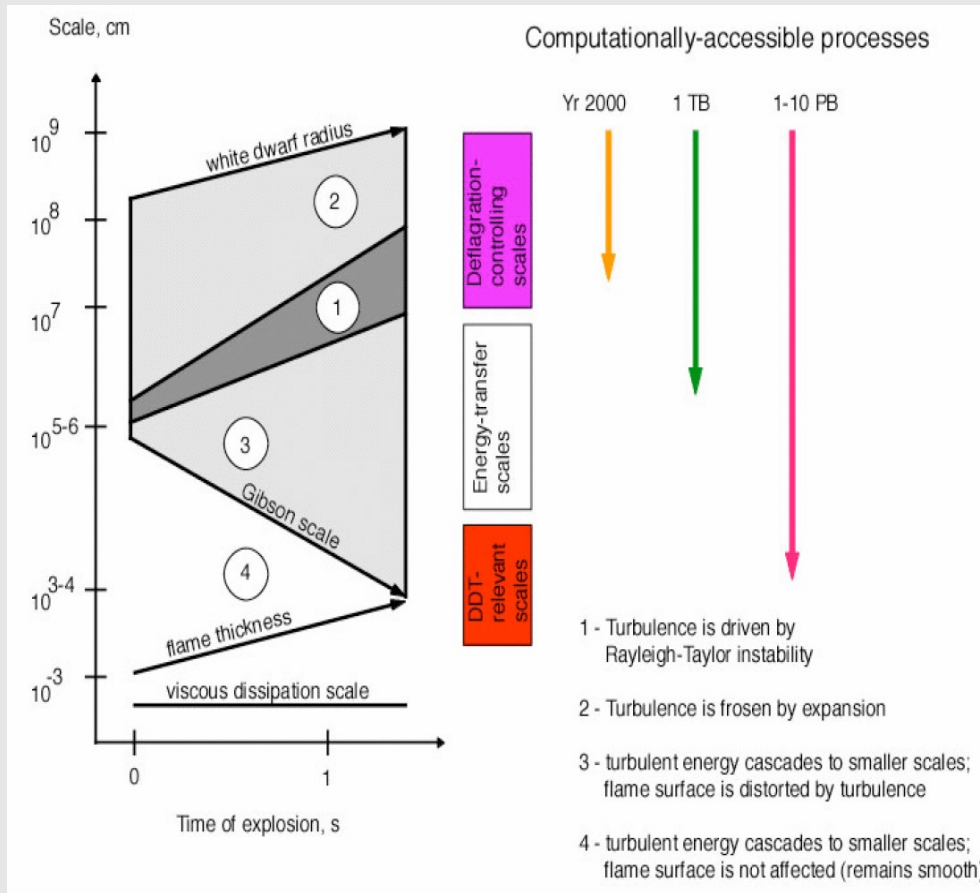 Scale, cm
Computationally-accessible processes
Yr 2000
1 TB
1-10 PB
10^9
10^8
10^7
10^5-6
10^3-4
10^-3
white dwarf radius
2
1
3
Gibson scale
4
flame thickness
viscous dissipation scale
0
1
Time of explosion, s
Deflagration-
controlling
scales
Energy-transfer
scales
DDT-
relevant
scales
1 - Turbulence is driven by
Rayleigh-Taylor instability
2 - Turbulence is frozen by expansion
3 - turbulent energy cascades to smaller scales;
flame surface is distorted by turbulence
4 - turbulent energy cascades to smaller scales;
flame surface is not affected (remains smooth)